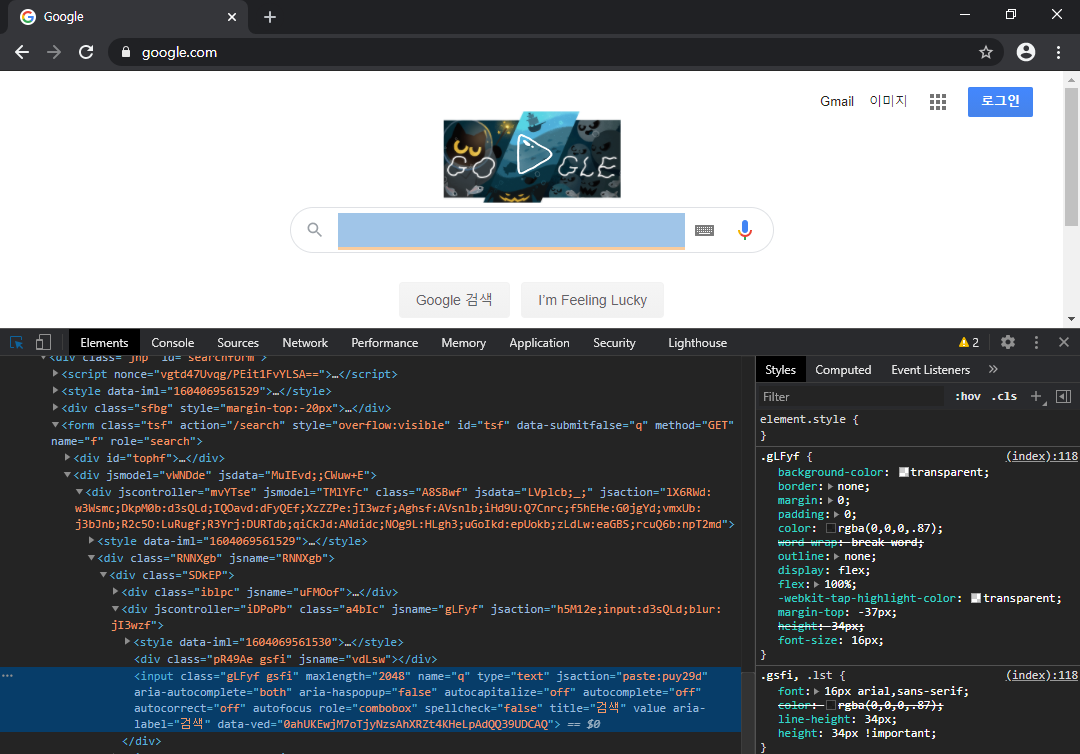 Google
google.com
Gmail 이미지 로그인
GOOGLE
Google 검색 I'm Feeling Lucky
Elements Console Sources Network Performance Memory Application Security Lighthouse 2
<div class="jhp" id="searchform">
<script nonce="vgtd47Uvqg/PEit1FvYLSA==">…</script>
<style data-iml="1604069561529">…</style>
<div class="sfbg" style="margin-top:-20px">…</div>
<form class="tsf" action="/search" style="overflow:visible" id="tsf" data-submitfalse="q" method="GET"
name="f" role="search">
<div id="tophf">…</div>
<div jsmodel="vWNDde" jsdata="MuIEvd;;CWuw+E">
<div jscontroller="mvYTse" jsmodel="TMlYFc" class="A8SBwf" jsdata="LVplcb;_;" jsaction="lX6RWd:
w3Wsmc;DkpM0b:d3sQLd;IQOavd:dFyQEf;XzZZPe:jI3wzf;Aghsf:AVsnlb;iHd9U:Q7Cnrc;f5hEHe:G0jgYd;vmxUb:
j3bJnb;R2c5O:LuRugf;R3Yrj:DURTdb;qiCkJd:ANdidc;NOg9L:HLgh3;uGoIkd:epUokb;zLdLw:eaGBS;rcuQ6b:npT2md">
<style data-iml="1604069561529">…</style>
<div class="RNNXgb" jsname="RNNXgb">
<div class="SDkEP">
<div class="iblpc" jsname="uFMOof">…</div>
<div jscontroller="iDPoPb" class="a4bIc" jsname="gLFyf" jsaction="h5M12e;input:d3sQLd;blur:
jI3wzf">
<style data-iml="1604069561530">…</style>
<div class="pR49Ae gsfi" jsname="vdLsw"></div>
<input class="gLFyf gsfi" maxlength="2048" name="q" type="text" jsaction="paste:puy29d"
aria-autocomplete="both" aria-haspopup="false" autocapitalize="off" autocomplete="off"
autocorrect="off" autofocus role="combobox" spellcheck="false" title="검색" value aria-
label="검색" data-ved="0ahUKEwjM7oTjyNzsAhXRZt4KHeLpAdQQ39UDCAQ"> == $0
</div>
Styles Computed Event Listeners »
Filter :hov .cls
element.style {
}
.gLFyf { (index):118
background-color: transparent;
border: none;
margin: 0;
padding: 0;
color: rgba(0,0,0,.87);
word-wrap: break-word;
outline: none;
display: flex;
flex: 100%;
-webkit-tap-highlight-color: transparent;
margin-top: -37px;
height: 34px;
font-size: 16px;
}
.gsfi, .lst { (index):118
font: 16px arial,sans-serif;
color: rgba(0,0,0,.87);
line-height: 34px;
height: 34px !important;
}